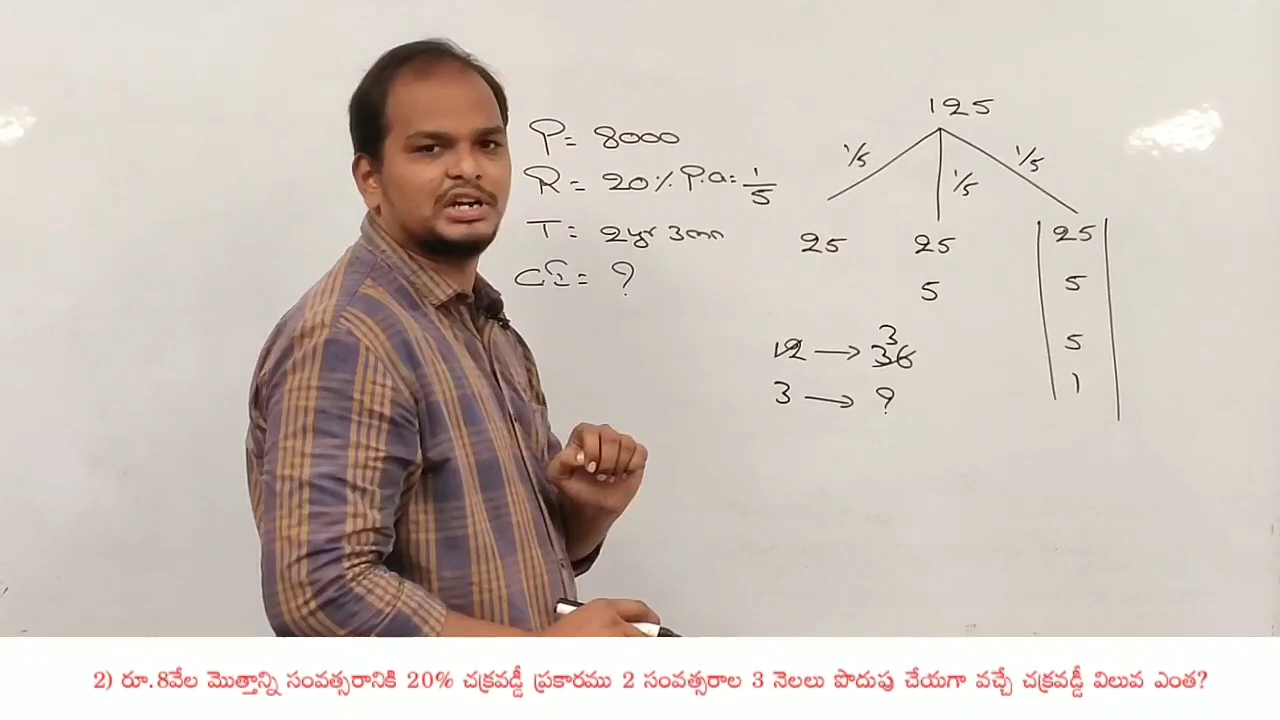 P = 8000
R = 20% P.a = 1/5
T = 2yr 3mn
CI = ?
125
1/5 1/5 1/5
25 25 25
5 5
5
1
12 → 36 3
3 → ?
2) రూ.8వేల మొత్తాన్ని సంవత్సరానికి 20% చక్రవడ్డీ ప్రకారము 2 సంవత్సరాల 3 నెలలు పొదుపు చేయగా వచ్చే చక్రవడ్డీ విలువ ఎంత?